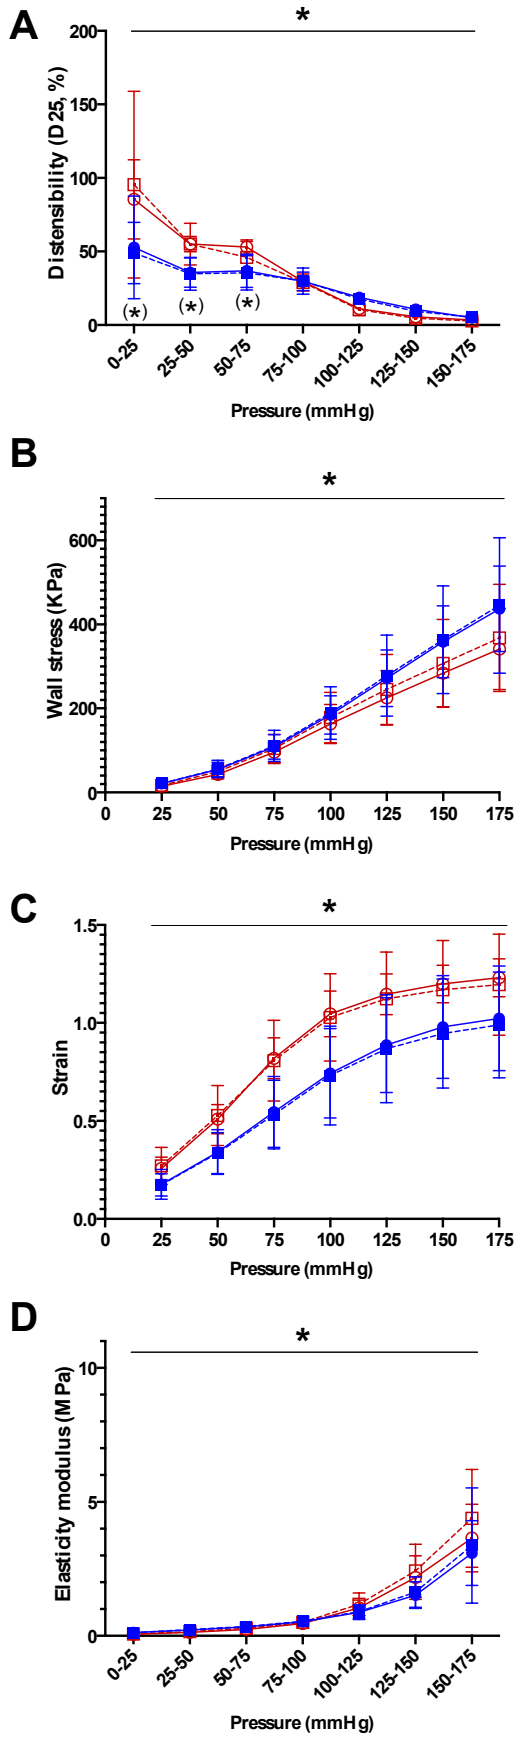 A
*
Distensibility (D25, %)
200
150
100
50
0
(*) (*) (*)
0-25 25-50 50-75 75-100 100-125 125-150 150-175
Pressure (mmHg)
B
*
Wall stress (KPa)
600
400
200
0
0 25 50 75 100 125 150 175
Pressure (mmHg)
C
*
Strain
1.5
1.0
0.5
0.0
0 25 50 75 100 125 150 175
Pressure (mmHg)
D
*
Elasticity modulus (MPa)
10
5
0
0-25 25-50 50-75 75-100 100-125 125-150 150-175
Pressure (mmHg)